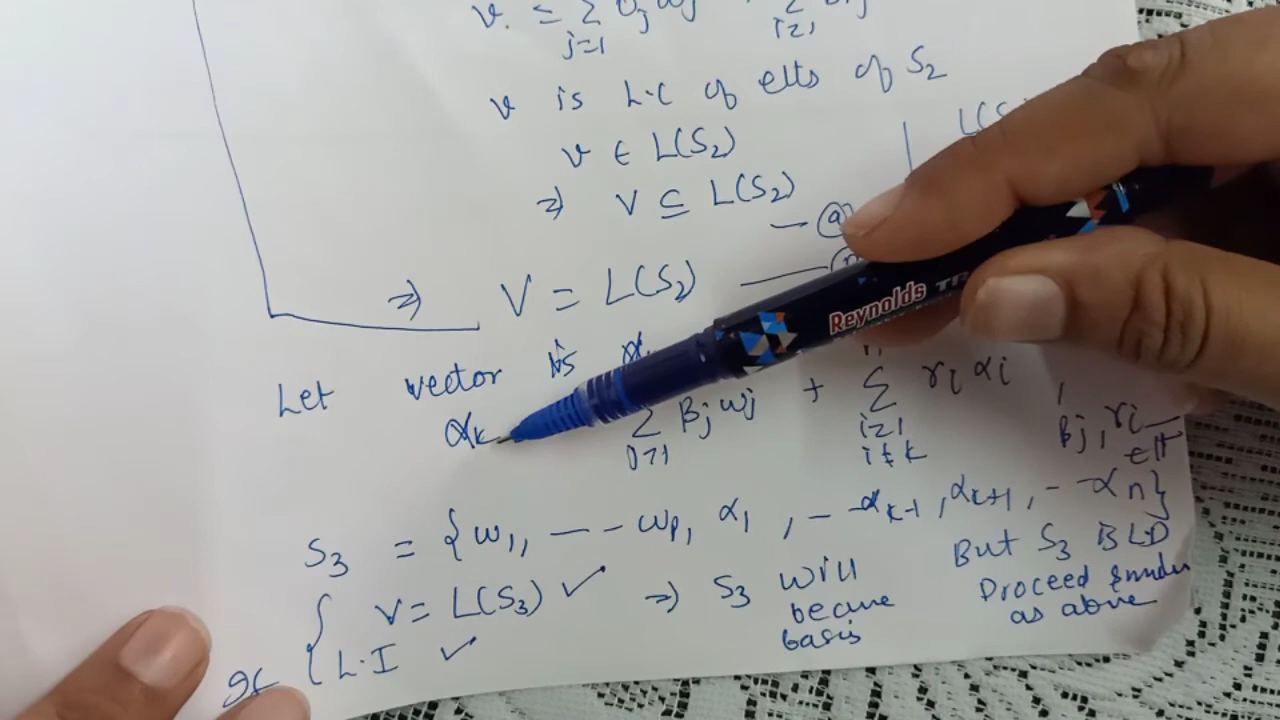 v is L.C of elts of S2
v ∈ L(S2)
⇒ V ⊆ L(S2) — ⓐ
⇒ V = L(S2) —
Let vector is α
αk Σ j=1 βj wj + Σ i=1 i≠k γi αi , βj, γi ∈ F
S3 = { w1, --- wp, α1, -- αk-1, αk+1, - αn}
V = L(S3) ✓ ⇒ S3 will become basis
If { L.I ✓
But S3 is LD
Proceed
as above
Reynolds